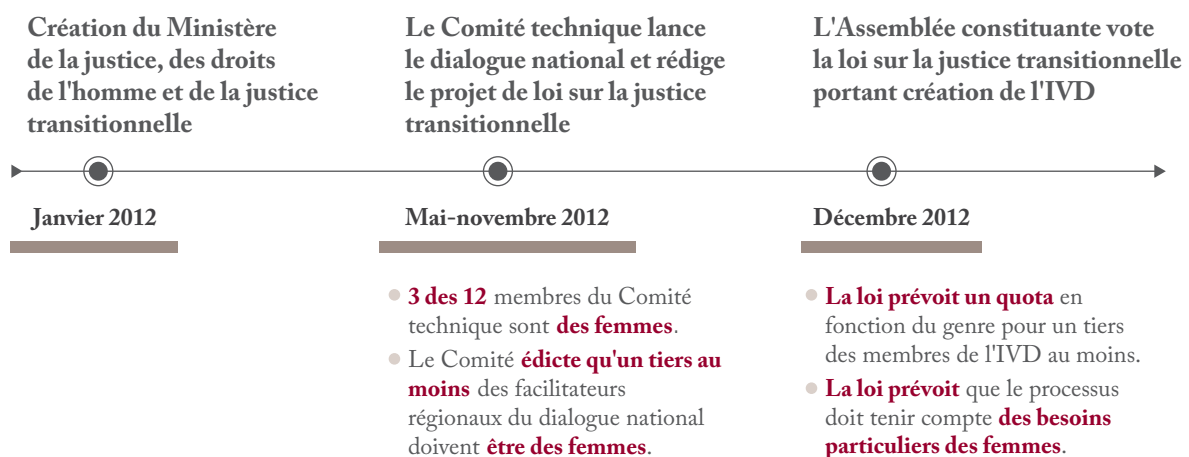 Création du Ministère
de la justice, des droits
de l'homme et de la justice
transitionnelle
Janvier 2012
Le Comité technique lance
le dialogue national et rédige
le projet de loi sur la justice
transitionnelle
Mai-novembre 2012
3 des 12 membres du Comité
technique sont des femmes.
Le Comité édicte qu'un tiers au
moins des facilitateurs
régionaux du dialogue national
doivent être des femmes.
L'Assemblée constituante vote
la loi sur la justice transitionnelle
portant création de l'IVD
Décembre 2012
La loi prévoit un quota en
fonction du genre pour un tiers
des membres de l'IVD au moins.
La loi prévoit que le processus
doit tenir compte des besoins
particuliers des femmes.